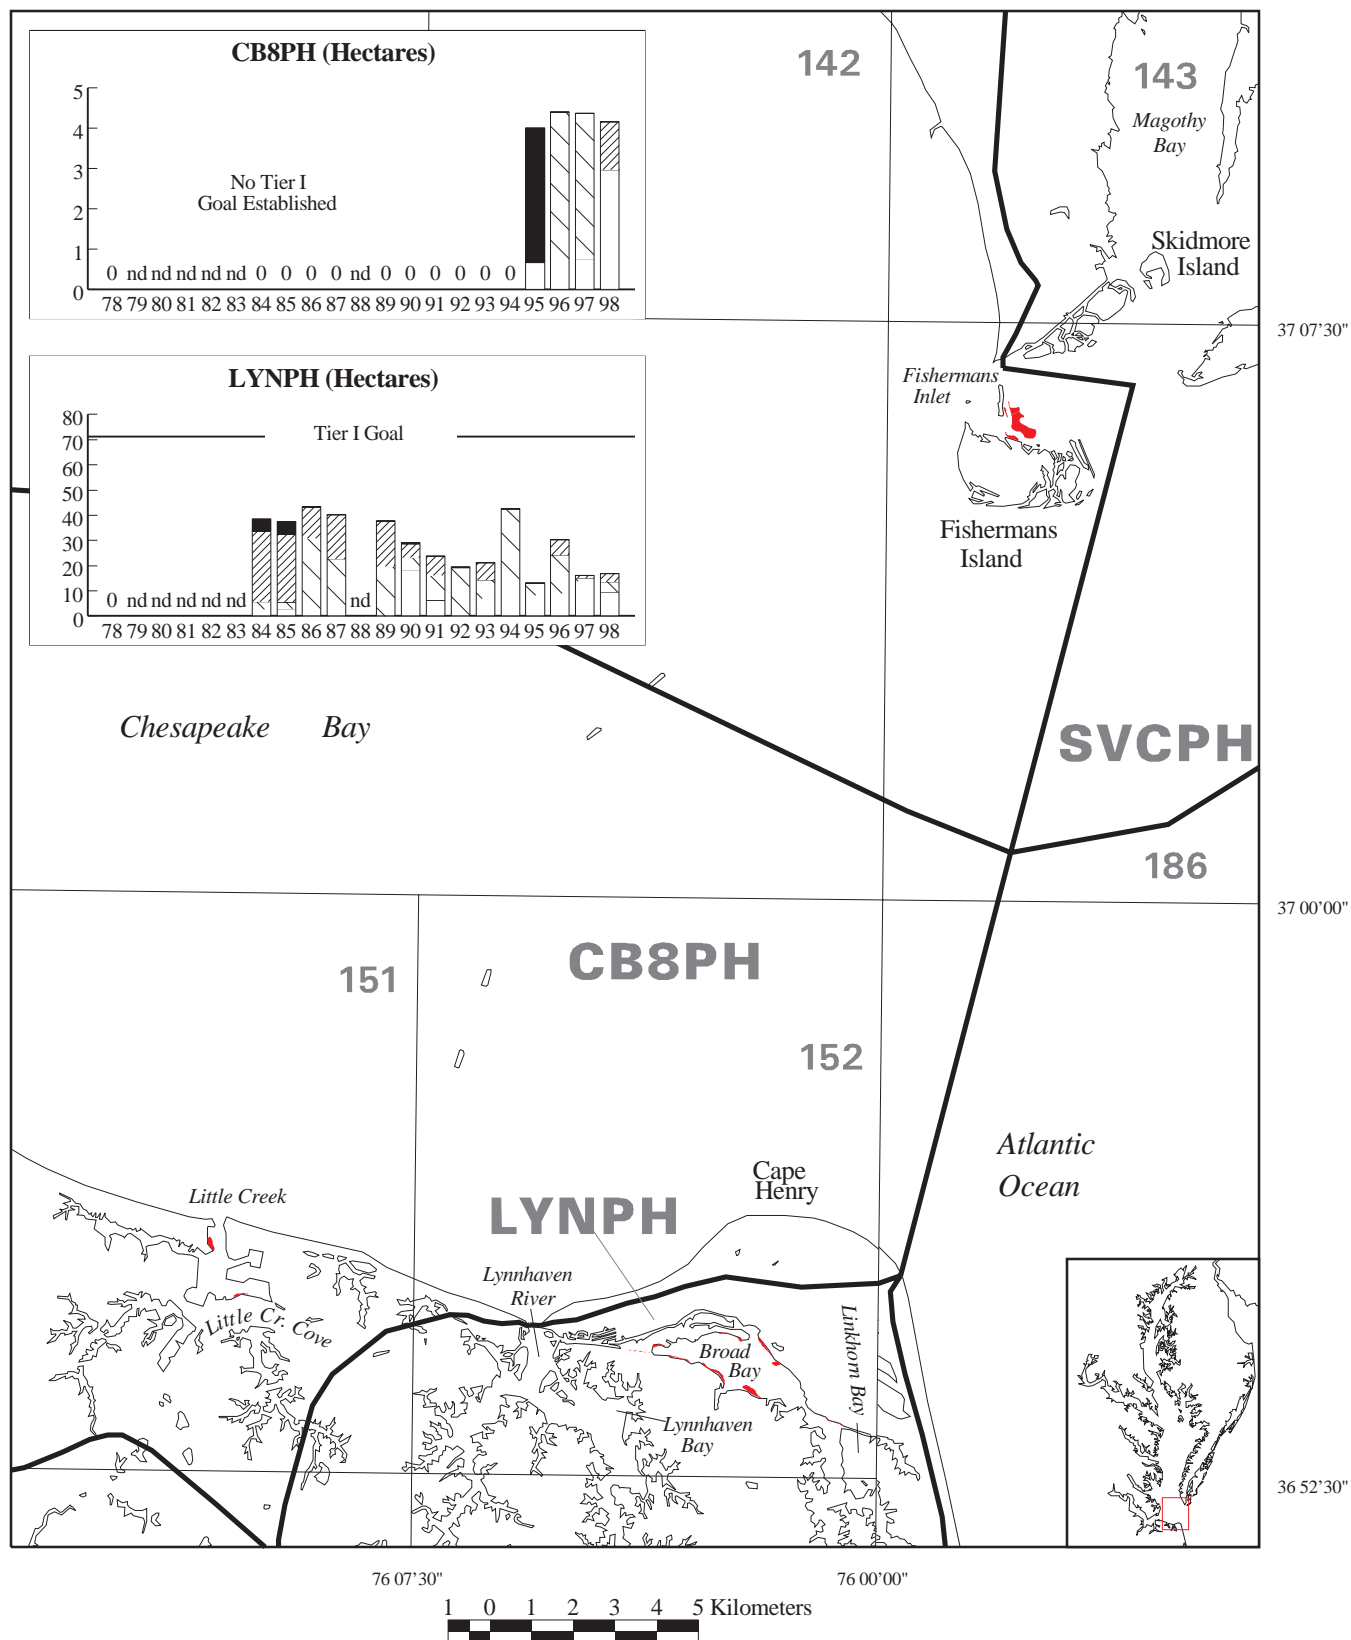 CB8PH (Hectares)
5
4
3
2
1
0
No Tier I
Goal Established
0 nd nd nd nd nd 0 0 0 0 nd 0 0 0 0 0 0
78 79 80 81 82 83 84 85 86 87 88 89 90 91 92 93 94 95 96 97 98
LYNPH (Hectares)
80
70
60
50
40
30
20
10
0
Tier I Goal
0 nd nd nd nd nd nd
78 79 80 81 82 83 84 85 86 87 88 89 90 91 92 93 94 95 96 97 98
142
143
Magothy
Bay
Skidmore
Island
37 07'30"
Fishermans
Inlet
Fishermans
Island
Chesapeake Bay
SVCPH
186
37 00'00"
CB8PH
151
152
Atlantic
Ocean
Cape
Henry
Little Creek
LYNPH
Lynnhaven
River
Little Cr. Cove
Broad
Bay
Linkhorn Bay
Lynnhaven
Bay
36 52'30"
76 07'30"
76 00'00"
1 0 1 2 3 4 5 Kilometers